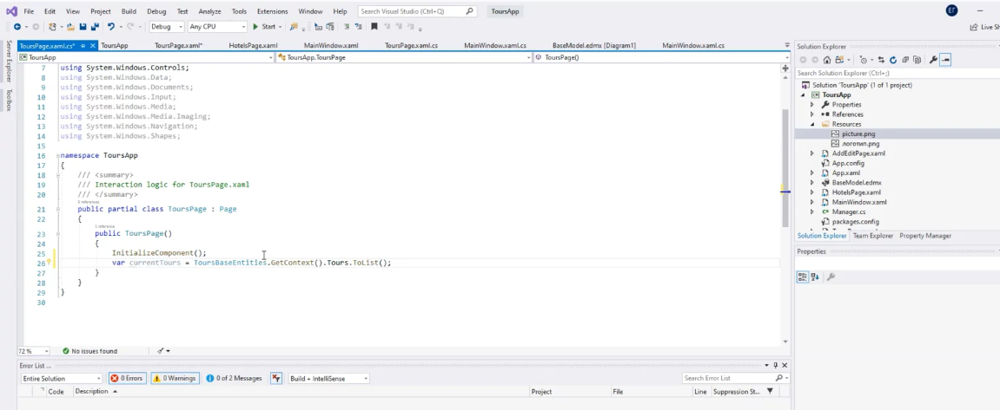 File Edit View Project Build Debug Test Analyze Tools Extensions Window Help Search Visual Studio (Ctrl+Q) ToursApp ЕГ
Debug Any CPU Start Live Sh
ToursPage.xaml.cs* ToursApp ToursPage.xaml* HotelsPage.xaml MainWindow.xaml ToursPage.xaml.cs MainWindow.xaml.cs BaseModel.edmx [Diagram1] MainWindow.xaml.cs
ToursApp ToursApp.ToursPage ToursPage()
Server Explorer
Toolbox
7 using System.Windows.Controls;
8 using System.Windows.Data;
9 using System.Windows.Documents;
10 using System.Windows.Input;
11 using System.Windows.Media;
12 using System.Windows.Media.Imaging;
13 using System.Windows.Navigation;
14 using System.Windows.Shapes;
15
16 namespace ToursApp
17 {
18 /// <summary>
19 /// Interaction logic for ToursPage.xaml
20 /// </summary>
21 public partial class ToursPage : Page
22 {
23 public ToursPage()
24 {
25 InitializeComponent();
26 var currentTours = ToursBaseEntities.GetContext().Tours.ToList();
27 }
28 }
29 }
30
72 % No issues found
Error List ...
Entire Solution 0 Errors 0 Warnings 0 of 2 Messages Build + IntelliSense Search Error List
Code Description Project File Line Suppression St...
Solution Explorer
Search Solution Explorer (Ctrl+;)
Solution 'ToursApp' (1 of 1 project)
ToursApp
Properties
References
Resources
picture.png
логотип.png
AddEditPage.xaml
App.config
App.xaml
BaseModel.edmx
HotelsPage.xaml
MainWindow.xaml
Manager.cs
packages.config
Solution Explorer Team Explorer Property Manager
Properties